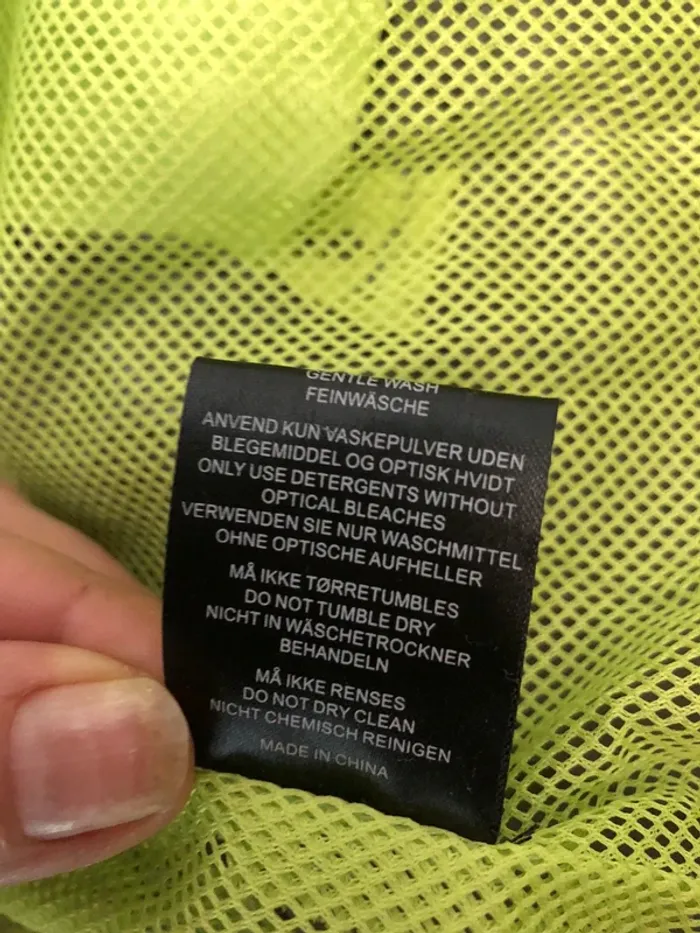 GENTLE WASH
FEINWÄSCHE
ANVEND KUN VASKEPULVER UDEN
BLEGEMIDDEL OG OPTISK HVIDT
ONLY USE DETERGENTS WITHOUT
OPTICAL BLEACHES
VERWENDEN SIE NUR WASCHMITTEL
OHNE OPTISCHE AUFHELLER
MÅ IKKE TØRRETUMBLES
DO NOT TUMBLE DRY
NICHT IN WÄSCHETROCKNER
BEHANDELN
MÅ IKKE RENSES
DO NOT DRY CLEAN
NICHT CHEMISCH REINIGEN
MADE IN CHINA